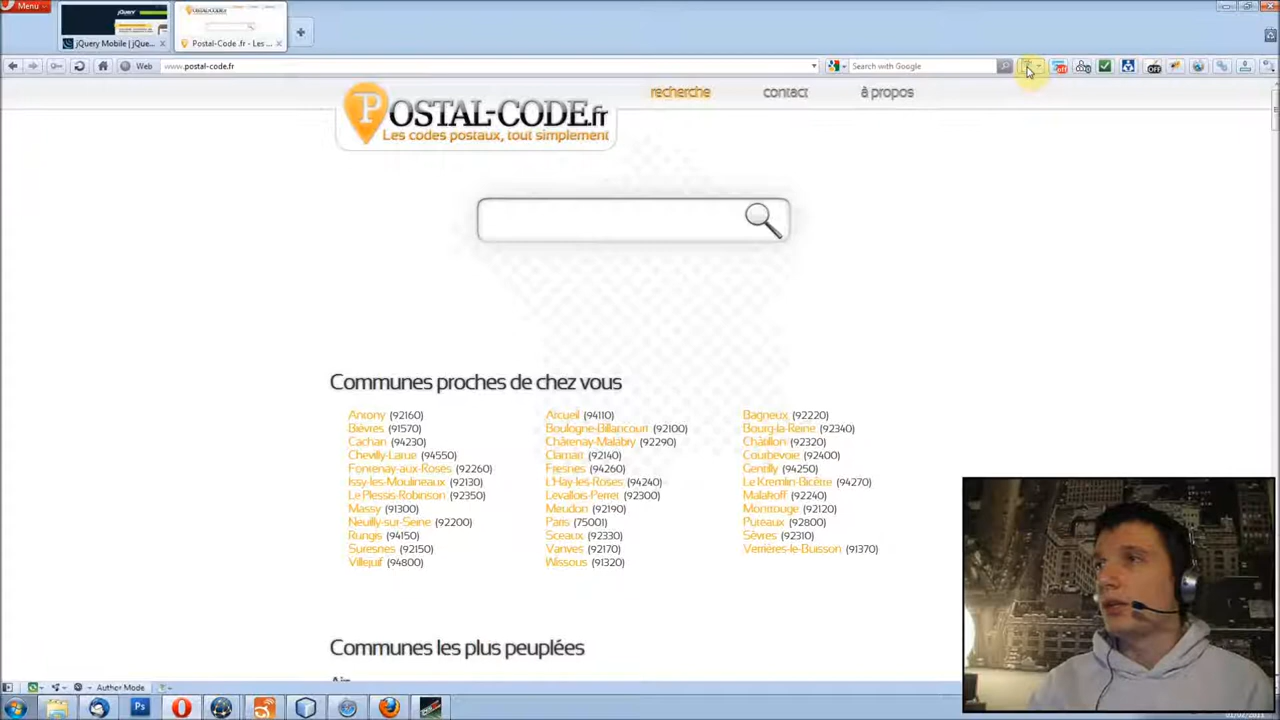 Menu
jQuery Mobile | jQue...
Postal-Code .fr - Les ...
Web www.postal-code.fr
Search with Google
off
OFF
POSTAL-CODE.fr
Les codes postaux, tout simplement
recherche contact à propos
Communes proches de chez vous
Antony (92160) Arcueil (94110) Bagneux (92220)
Bièvres (91570) Boulogne-Billancourt (92100) Bourg-la-Reine (92340)
Cachan (94230) Châtenay-Malabry (92290) Châtillon (92320)
Chevilly-Larue (94550) Clamart (92140) Courbevoie (92400)
Fontenay-aux-Roses (92260) Fresnes (94260) Gentilly (94250)
Issy-les-Moulineaux (92130) L'Hay-les-Roses (94240) Le Kremlin-Bicêtre (94270)
Le Plessis-Robinson (92350) Levallois-Perret (92300) Malakoff (92240)
Massy (91300) Meudon (92190) Montrouge (92120)
Neuilly-sur-Seine (92200) Paris (75001) Puteaux (92800)
Rungis (94150) Sceaux (92330) Sèvres (92310)
Suresnes (92150) Vanves (92170) Verrières-le-Buisson (91370)
Villejuif (94800) Wissous (91320)
Communes les plus peuplées
Author Mode
Ps